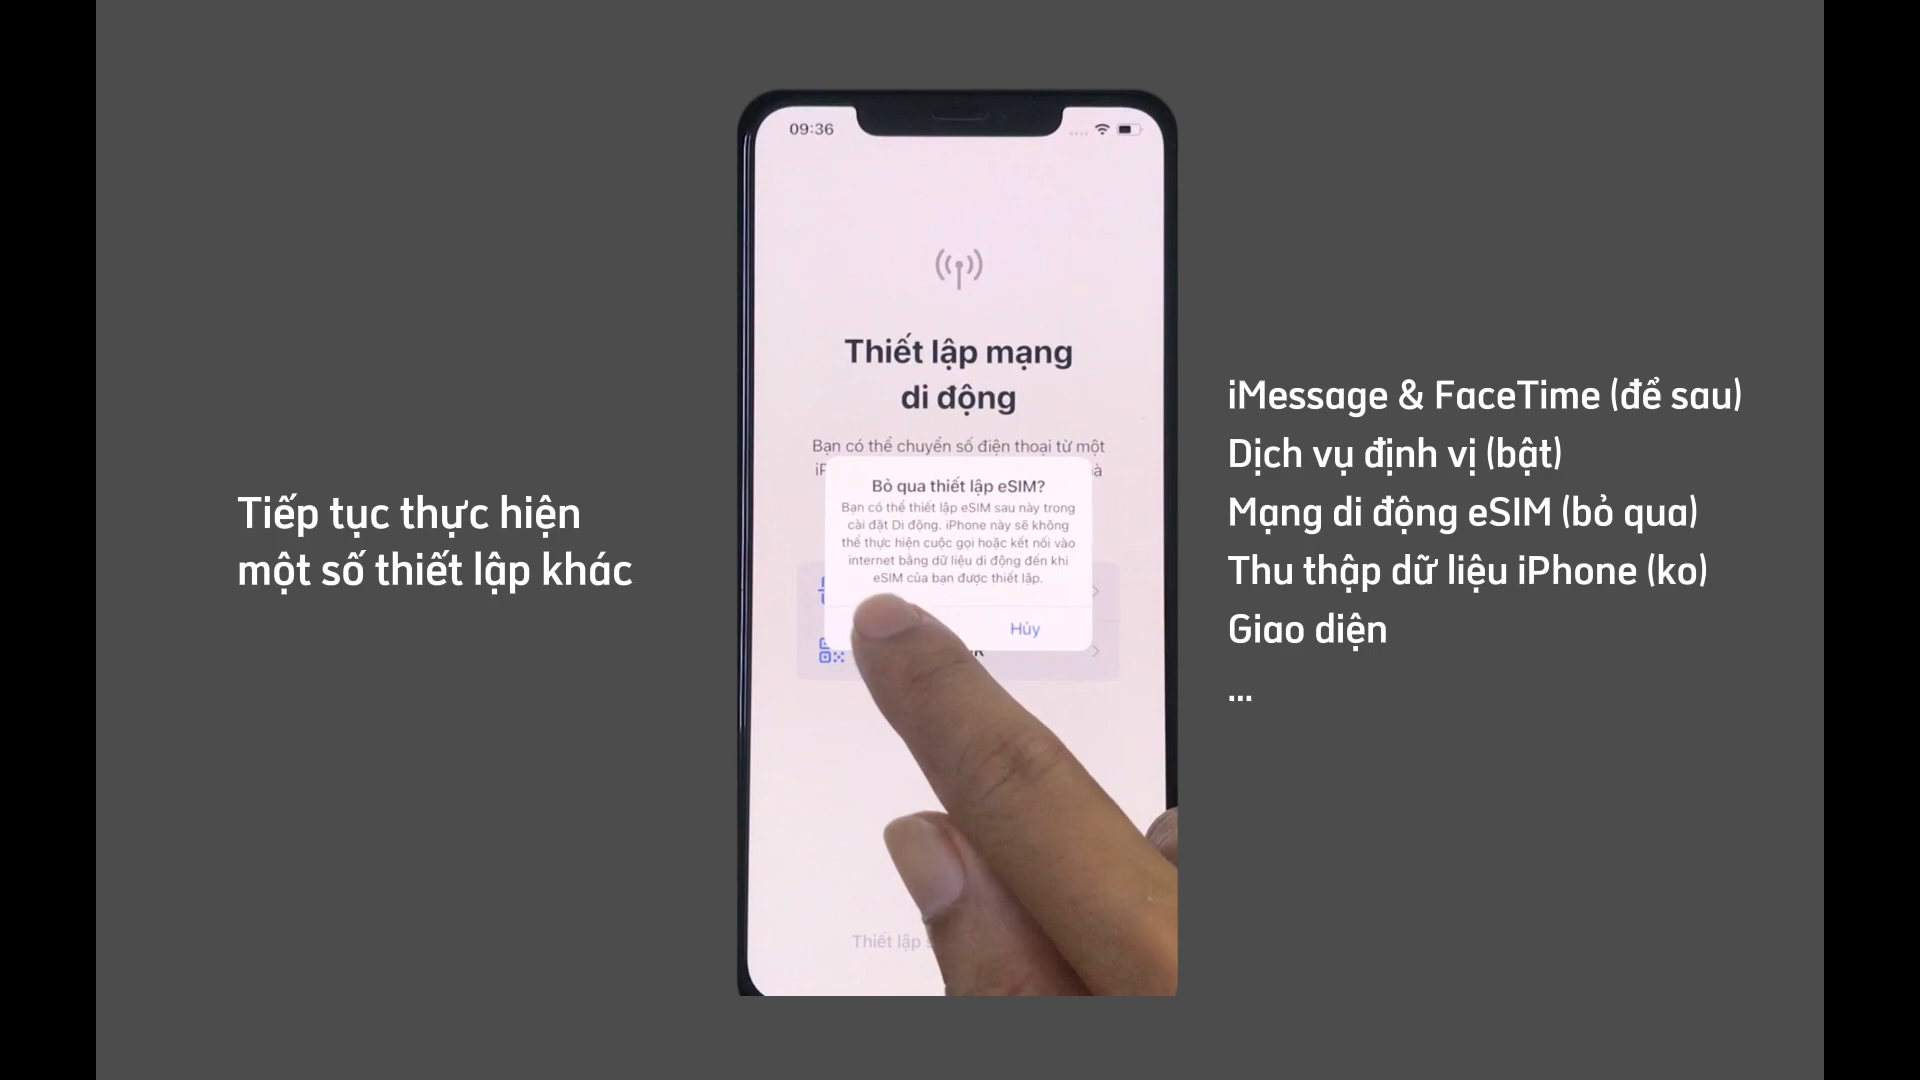 Tiếp tục thực hiện
một số thiết lập khác
09:36
Thiết lập mạng
di động
Bạn có thể chuyển số điện thoại từ một
Bỏ qua thiết lập eSIM?
Bạn có thể thiết lập eSIM sau này trong
cài đặt Di động. iPhone này sẽ không
thể thực hiện cuộc gọi hoặc kết nối vào
internet bằng dữ liệu di động đến khi
eSIM của bạn được thiết lập.
Hủy
Thiết lập
iMessage & FaceTime (để sau)
Dịch vụ định vị (bật)
Mạng di động eSIM (bỏ qua)
Thu thập dữ liệu iPhone (ko)
Giao diện
...